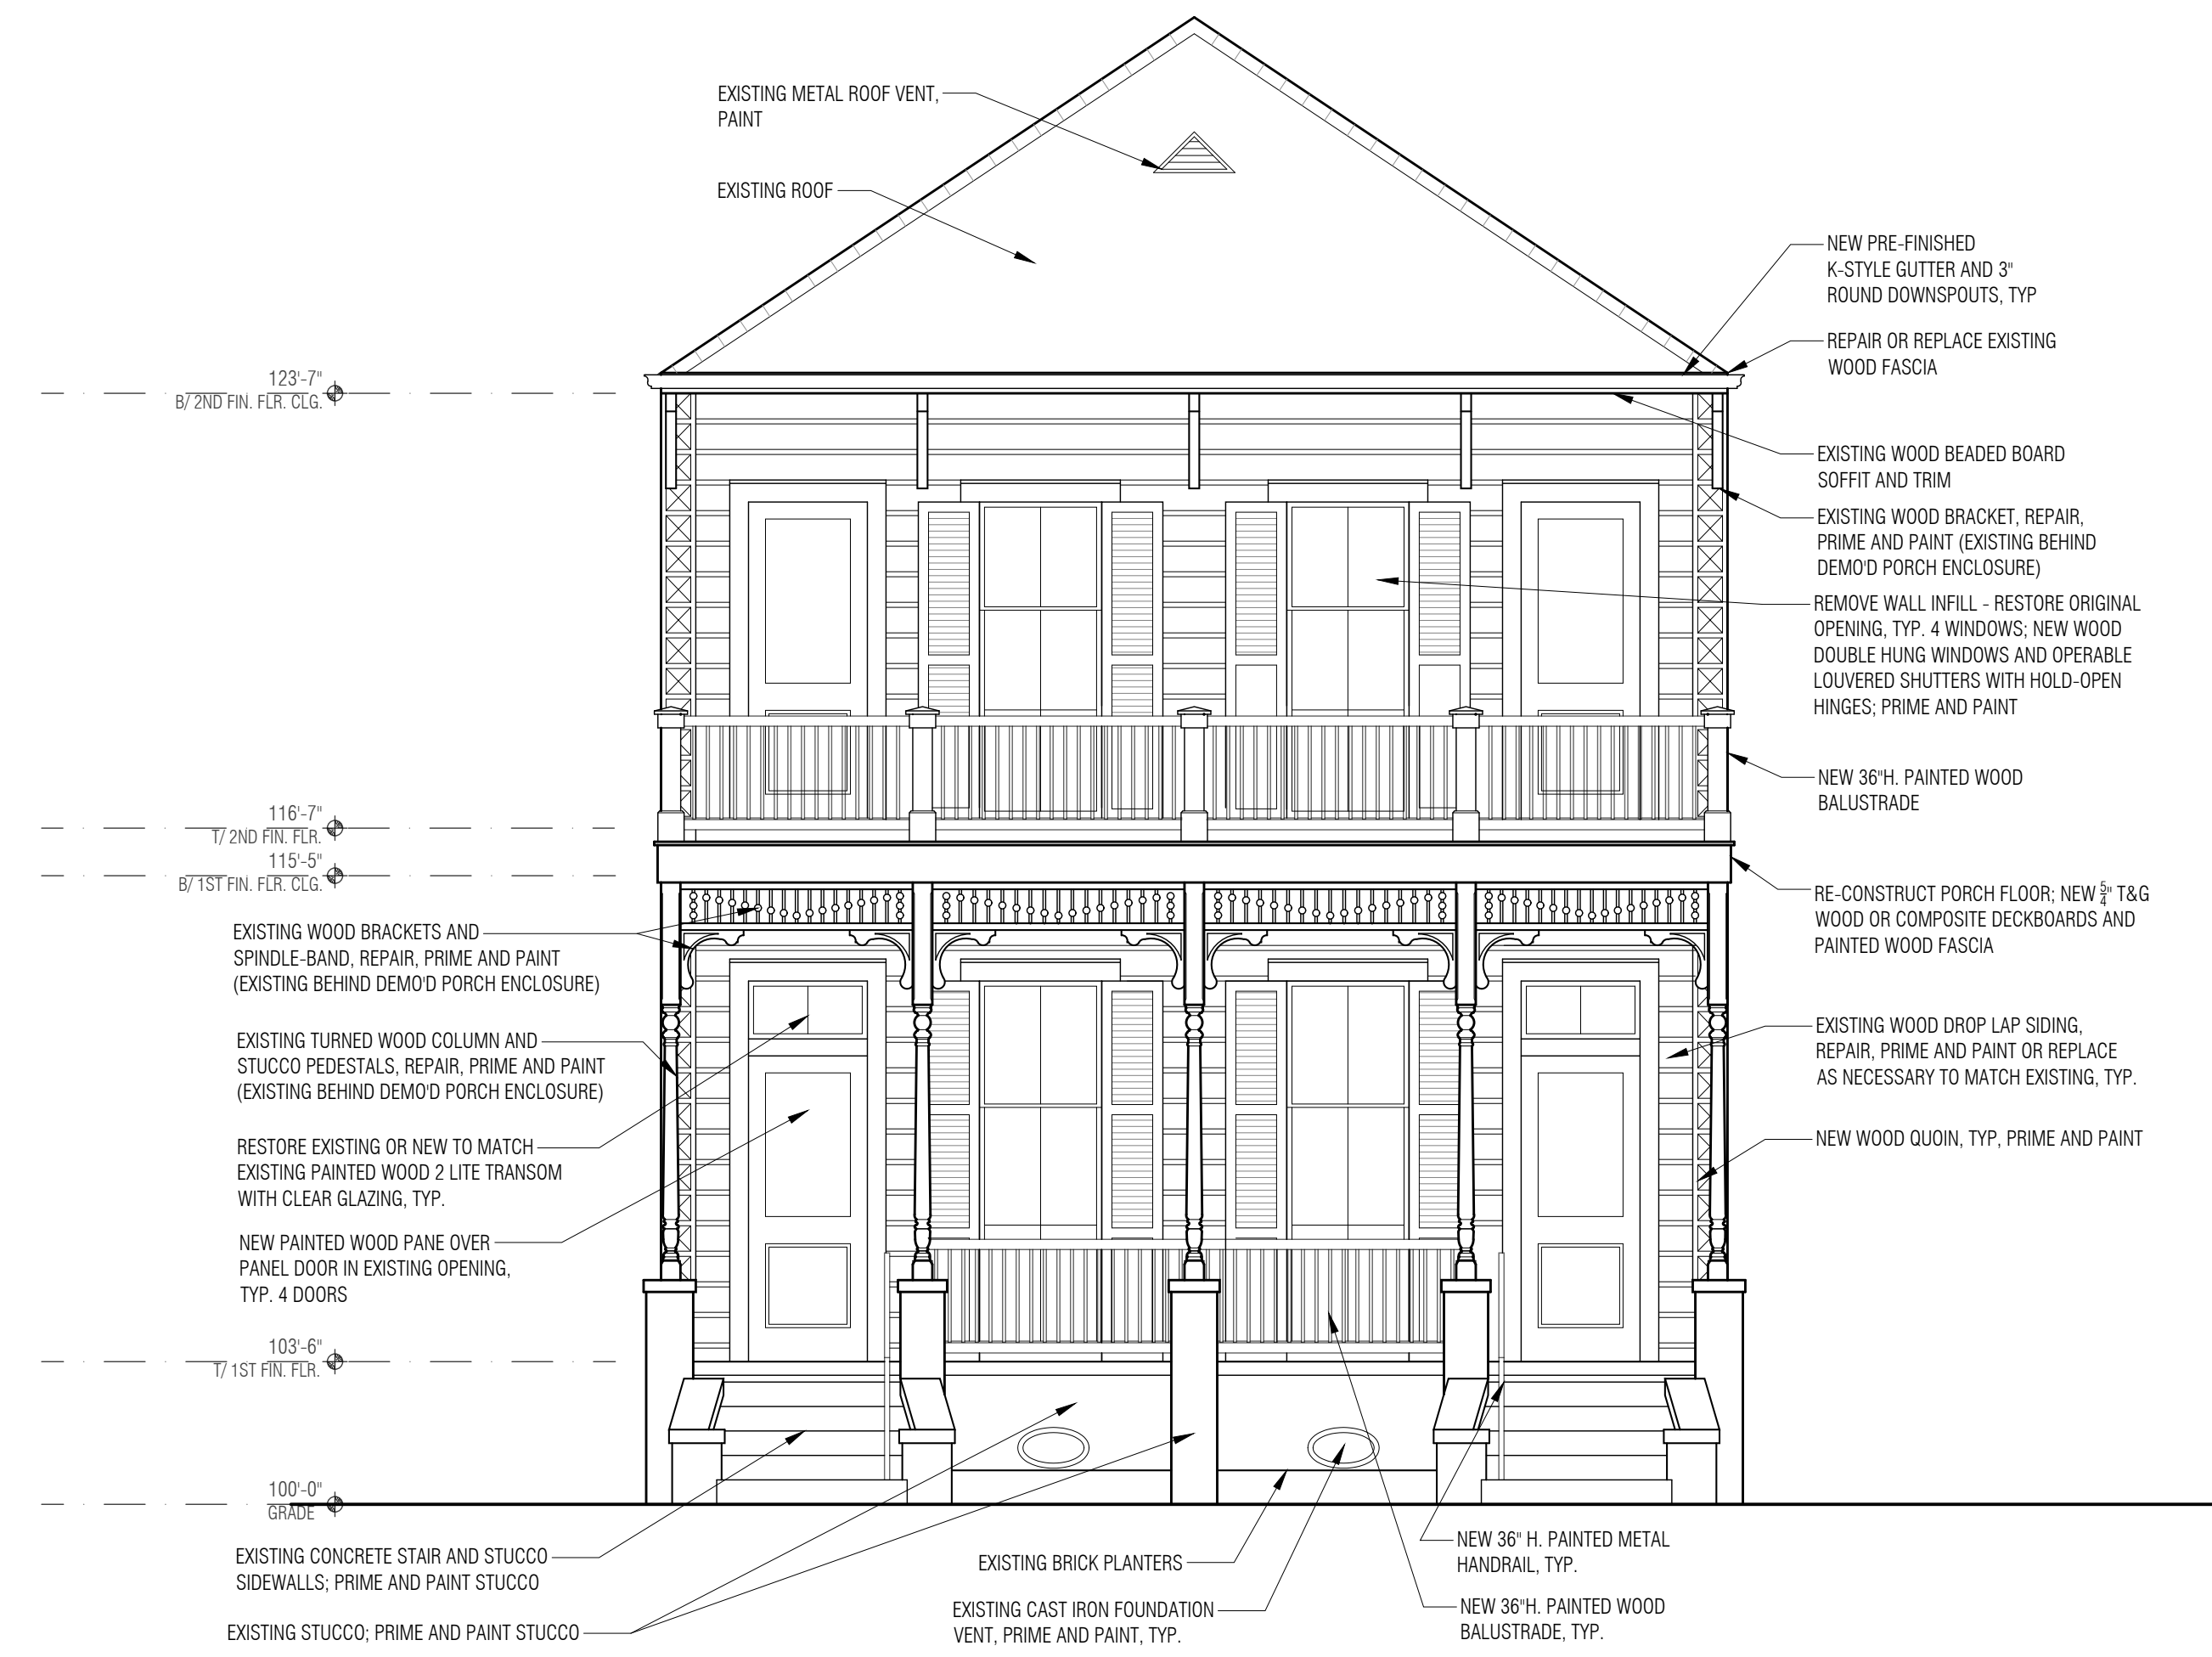 EXISTING METAL ROOF VENT,
PAINT
EXISTING ROOF
NEW PRE-FINISHED
K-STYLE GUTTER AND 3"
ROUND DOWNSPOUTS, TYP
REPAIR OR REPLACE EXISTING
WOOD FASCIA
123'-7"
B/ 2ND FIN. FLR. CLG.
EXISTING WOOD BEADED BOARD
SOFFIT AND TRIM
EXISTING WOOD BRACKET, REPAIR,
PRIME AND PAINT (EXISTING BEHIND
DEMO'D PORCH ENCLOSURE)
REMOVE WALL INFILL - RESTORE ORIGINAL
OPENING, TYP. 4 WINDOWS; NEW WOOD
DOUBLE HUNG WINDOWS AND OPERABLE
LOUVERED SHUTTERS WITH HOLD-OPEN
HINGES; PRIME AND PAINT
NEW 36"H. PAINTED WOOD
BALUSTRADE
116'-7"
T/ 2ND FIN. FLR.
115'-5"
B/ 1ST FIN. FLR. CLG.
RE-CONSTRUCT PORCH FLOOR; NEW 5/4" T&G
WOOD OR COMPOSITE DECKBOARDS AND
PAINTED WOOD FASCIA
EXISTING WOOD BRACKETS AND
SPINDLE-BAND, REPAIR, PRIME AND PAINT
(EXISTING BEHIND DEMO'D PORCH ENCLOSURE)
EXISTING TURNED WOOD COLUMN AND
STUCCO PEDESTALS, REPAIR, PRIME AND PAINT
(EXISTING BEHIND DEMO'D PORCH ENCLOSURE)
EXISTING WOOD DROP LAP SIDING,
REPAIR, PRIME AND PAINT OR REPLACE
AS NECESSARY TO MATCH EXISTING, TYP.
RESTORE EXISTING OR NEW TO MATCH
EXISTING PAINTED WOOD 2 LITE TRANSOM
WITH CLEAR GLAZING, TYP.
NEW WOOD QUOIN, TYP, PRIME AND PAINT
NEW PAINTED WOOD PANE OVER
PANEL DOOR IN EXISTING OPENING,
TYP. 4 DOORS
103'-6"
T/ 1ST FIN. FLR.
100'-0"
GRADE
EXISTING CONCRETE STAIR AND STUCCO
SIDEWALLS; PRIME AND PAINT STUCCO
EXISTING STUCCO; PRIME AND PAINT STUCCO
EXISTING BRICK PLANTERS
EXISTING CAST IRON FOUNDATION
VENT, PRIME AND PAINT, TYP.
NEW 36" H. PAINTED METAL
HANDRAIL, TYP.
NEW 36"H. PAINTED WOOD
BALUSTRADE, TYP.